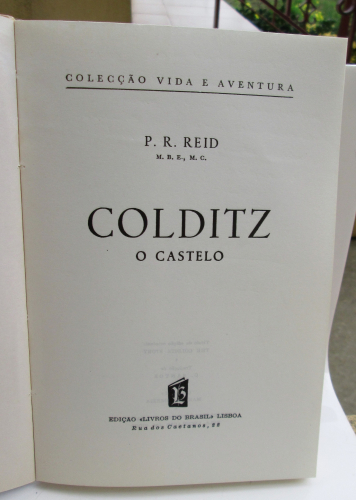 COLECÇÃO VIDA E AVENTURA
P. R. REID
M. B. E., M. C.
COLDITZ
O CASTELO
EDIÇÃO «LIVROS DO BRASIL» LISBOA
Rua dos Caetanos, 22